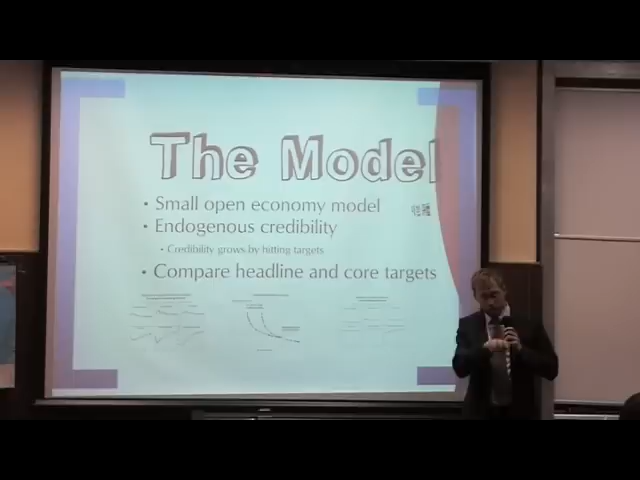 The Model
• Small open economy model
• Endogenous credibility
• Credibility grows by hitting targets
• Compare headline and core targets